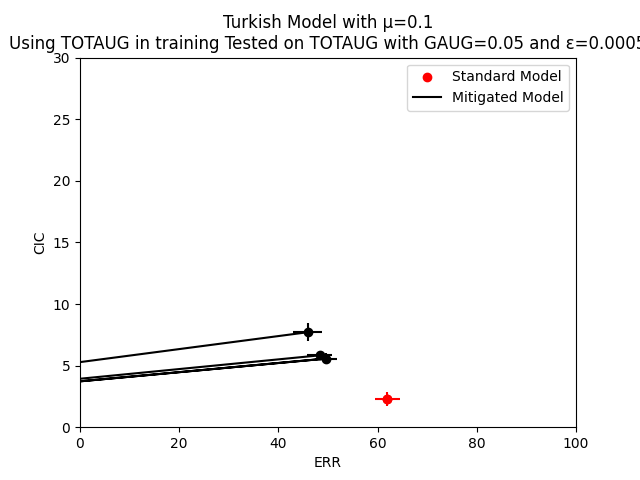 Turkish Model with μ=0.1
Using TOTAUG in training Tested on TOTAUG with GAUG=0.05 and ε=0.0005
30
25
20
15
10
5
0
CIC
Standard Model
Mitigated Model
0 20 40 60 80 100
ERR